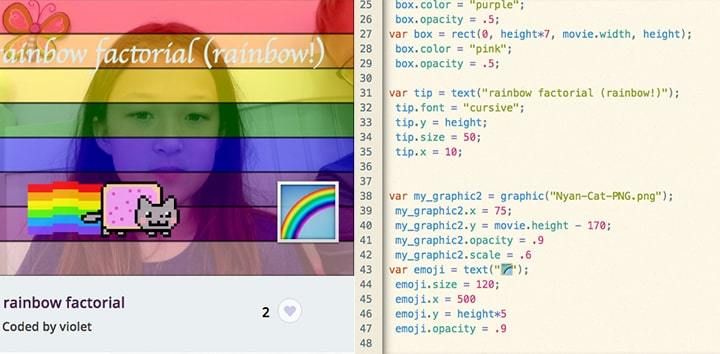 ainbow factorial (rainbow!)
rainbow factorial
2
Coded by violet
25 box.color = "purple";
26 box.opacity = .5;
27 var box = rect(0, height*7, movie.width, height);
28 box.color = "pink";
29 box.opacity = .5;
30
31 var tip = text("rainbow factorial (rainbow!)");
32 tip.font = "cursive";
33 tip.y = height;
34 tip.size = 50;
35 tip.x = 10;
36
37
38 var my_graphic2 = graphic("Nyan-Cat-PNG.png");
39 my_graphic2.x = 75;
40 my_graphic2.y = movie.height - 170;
41 my_graphic2.opacity = .9
42 my_graphic2.scale = .6
43 var emoji = text("🌈");
44 emoji.size = 120;
45 emoji.x = 500
46 emoji.y = height*5
47 emoji.opacity = .9
48